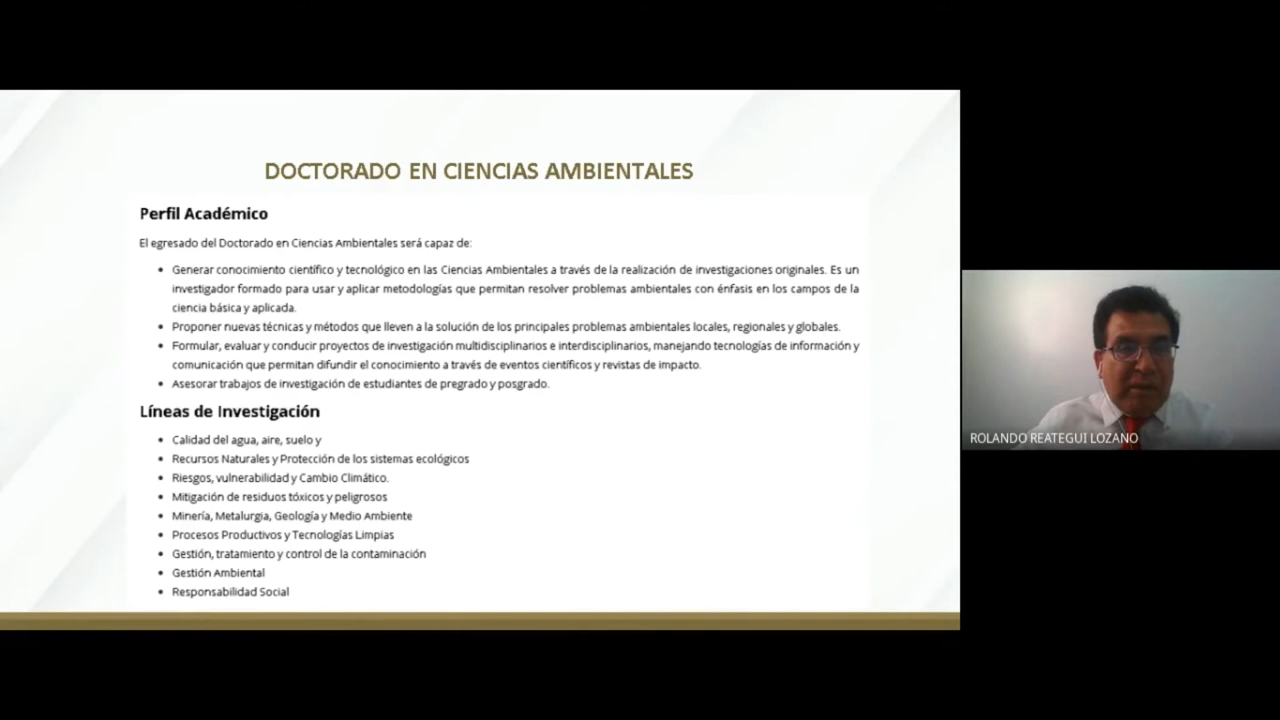 DOCTORADO EN CIENCIAS AMBIENTALES
Perfil Académico
El egresado del Doctorado en Ciencias Ambientales será capaz de:
• Generar conocimiento científico y tecnológico en las Ciencias Ambientales a través de la realización de investigaciones originales. Es un
investigador formado para usar y aplicar metodologías que permitan resolver problemas ambientales con énfasis en los campos de la
ciencia básica y aplicada.
• Proponer nuevas técnicas y métodos que lleven a la solución de los principales problemas ambientales locales, regionales y globales.
• Formular, evaluar y conducir proyectos de investigación multidisciplinarios e interdisciplinarios, manejando tecnologías de información y
comunicación que permitan difundir el conocimiento a través de eventos científicos y revistas de impacto.
• Asesorar trabajos de investigación de estudiantes de pregrado y posgrado.
Líneas de Investigación
• Calidad del agua, aire, suelo y
• Recursos Naturales y Protección de los sistemas ecológicos
• Riesgos, vulnerabilidad y Cambio Climático.
• Mitigación de residuos tóxicos y peligrosos
• Minería, Metalurgia, Geología y Medio Ambiente
• Procesos Productivos y Tecnologías Limpias
• Gestión, tratamiento y control de la contaminación
• Gestión Ambiental
• Responsabilidad Social
ROLANDO REATEGUI LOZANO